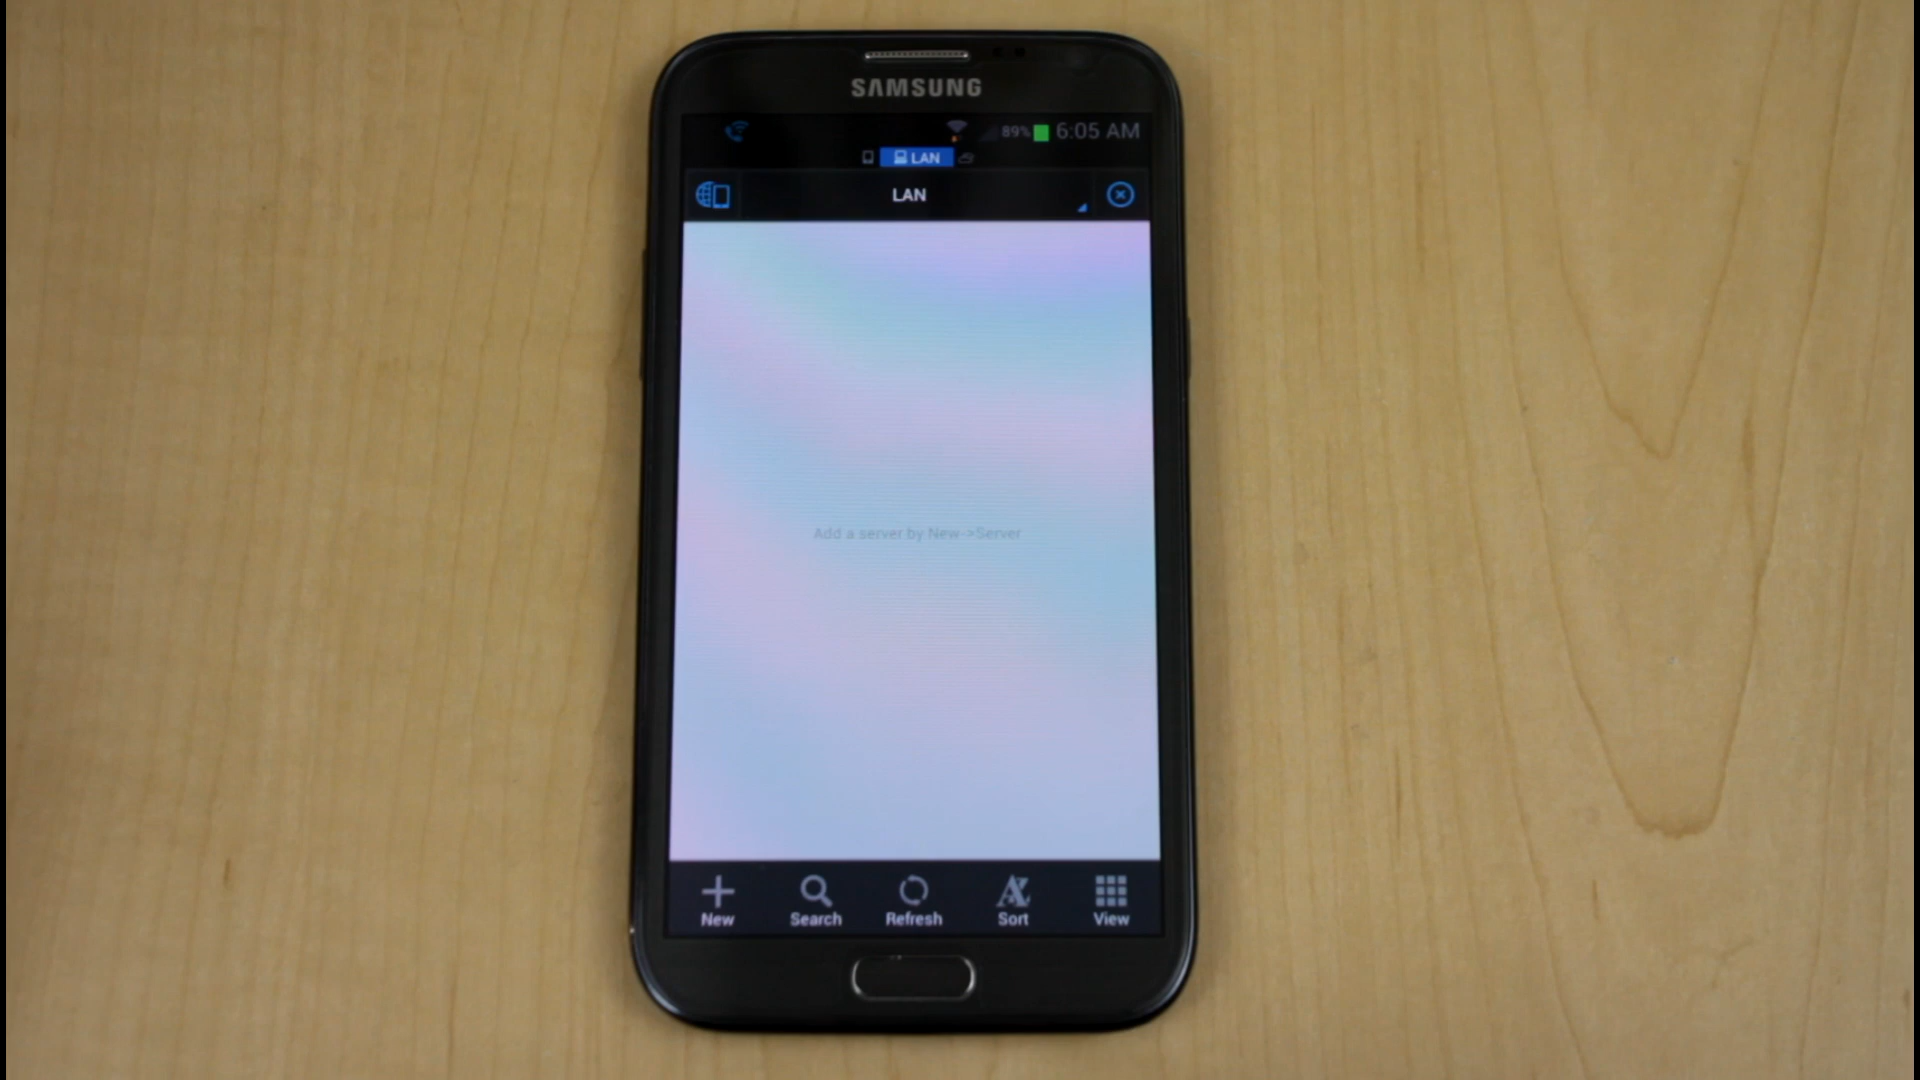 SAMSUNG
89% 6:05 AM
LAN
LAN
Add a server by New->Server
New Search Refresh Sort View